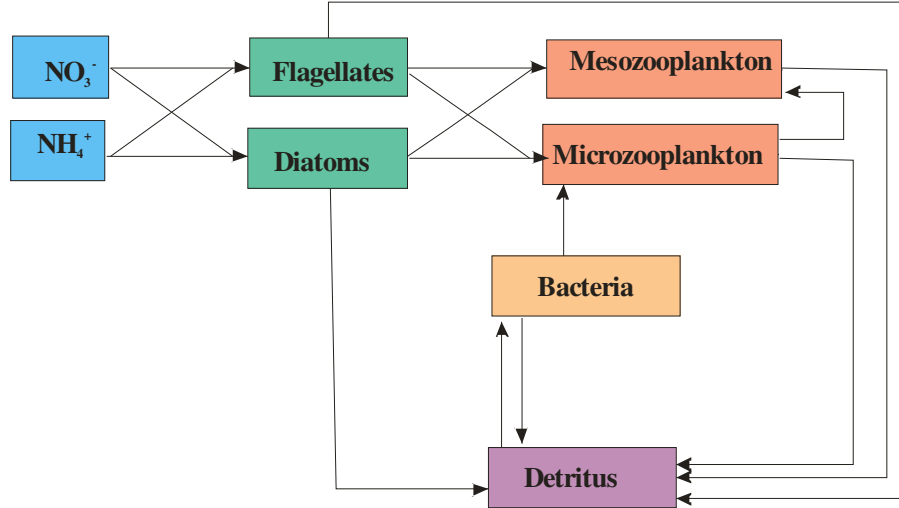 NO₃⁻
Flagellates
Mesozooplankton
NH₄⁺
Diatoms
Microzooplankton
Bacteria
Detritus